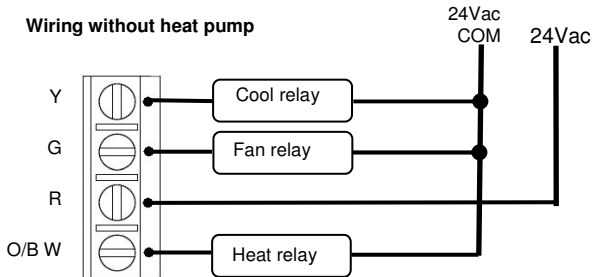 Wiring without heat pump
24Vac
COM
24Vac
Y
Cool relay
G
Fan relay
R
O/B W
Heat relay